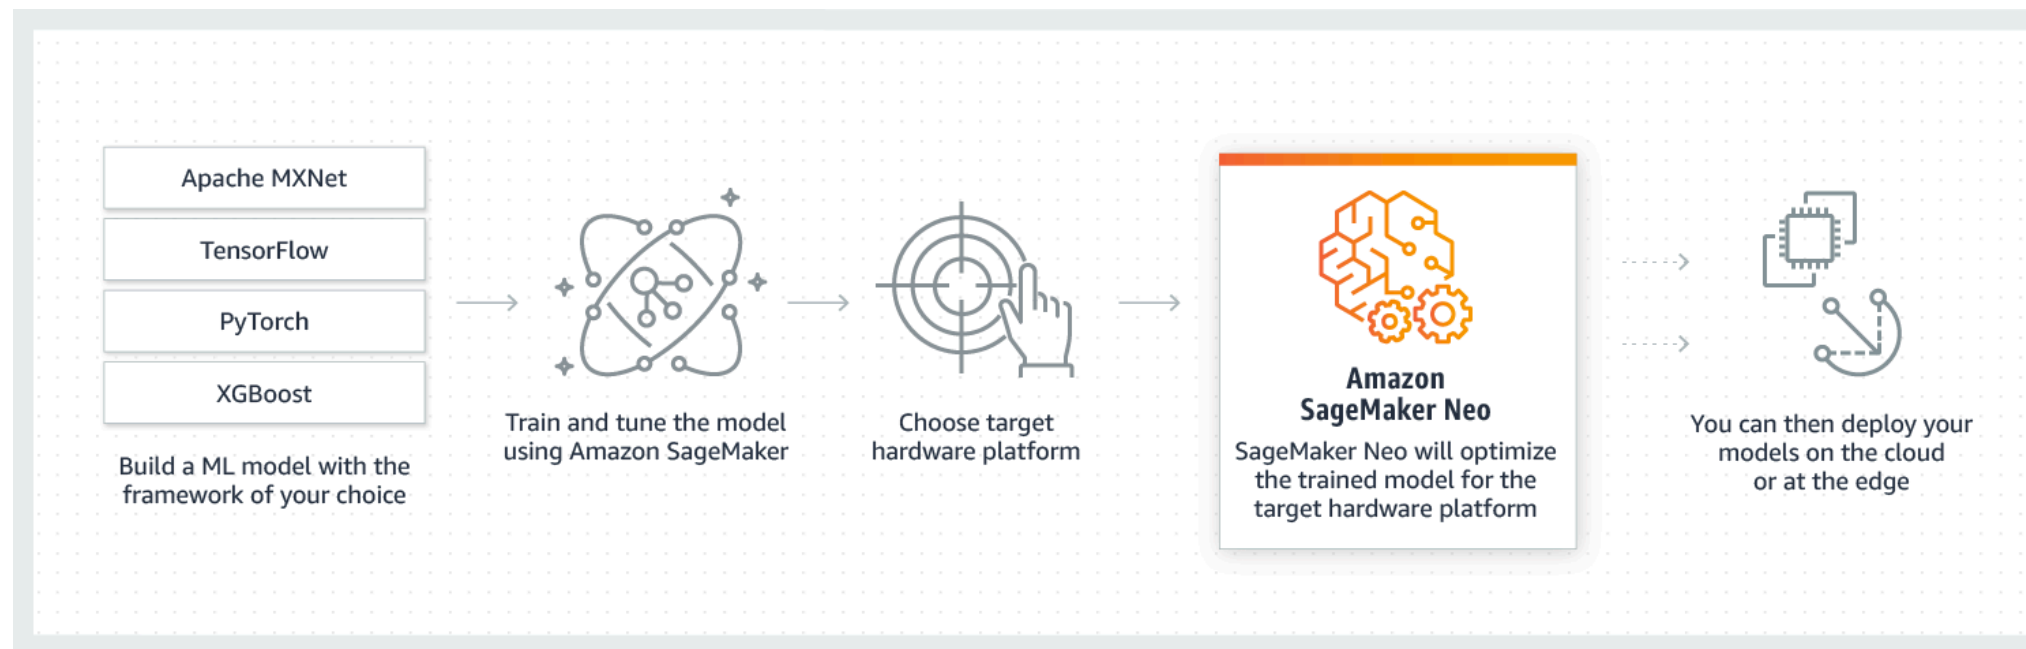 Apache MXNet
TensorFlow
PyTorch
XGBoost
Build a ML model with the
framework of your choice
Train and tune the model
using Amazon SageMaker
Choose target
hardware platform
Amazon
SageMaker Neo
SageMaker Neo will optimize
the trained model for the
target hardware platform
You can then deploy your
models on the cloud
or at the edge